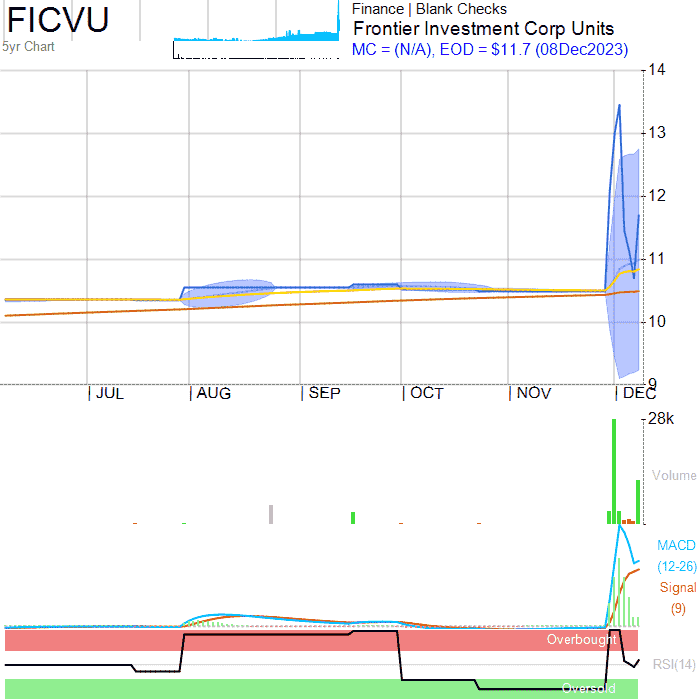 FICVU
5yr Chart
Finance | Blank Checks
Frontier Investment Corp Units
MC = (N/A), EOD = $11.7 (08Dec2023)
14
13
12
11
10
9
JUL
AUG
SEP
OCT
NOV
DEC
28k
Volume
MACD
(12-26)
Signal
(9)
Overbought
RSI(14)
Oversold